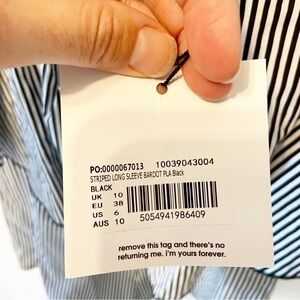 PO:0000067013 10039043004
STRIPED LONG SLEEVE BARDOT PLA Black
BLACK
UK 10
EU 38
US 6
AUS 10
5054941986409
remove this tag and there's no
returning me. I'm yours forever.